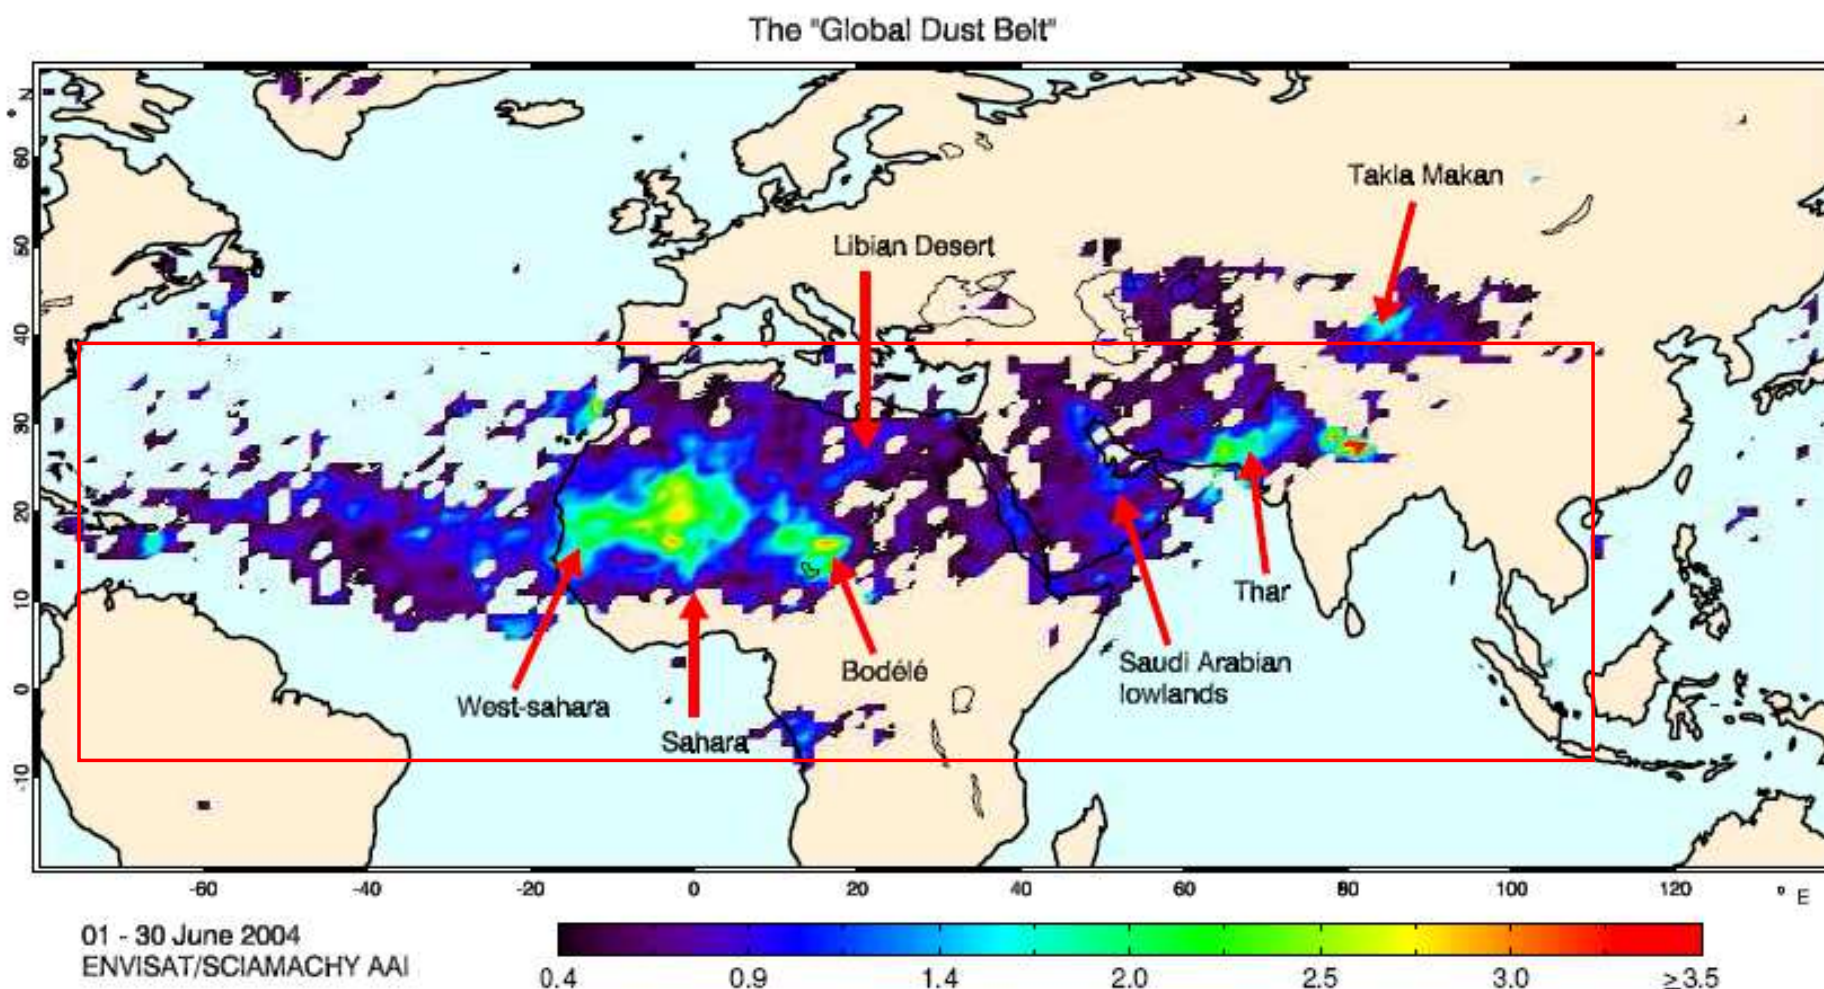 The "Global Dust Belt"
° N
60
50
40
30
20
10
0
-10
Takla Makan
Libian Desert
Thar
Saudi Arabian
lowlands
Bodélé
West-sahara
Sahara
-60 -40 -20 0 20 40 60 80 100 120 ° E
01 - 30 June 2004
ENVISAT/SCIAMACHY AAI
0.4 0.9 1.4 2.0 2.5 3.0 ≥3.5